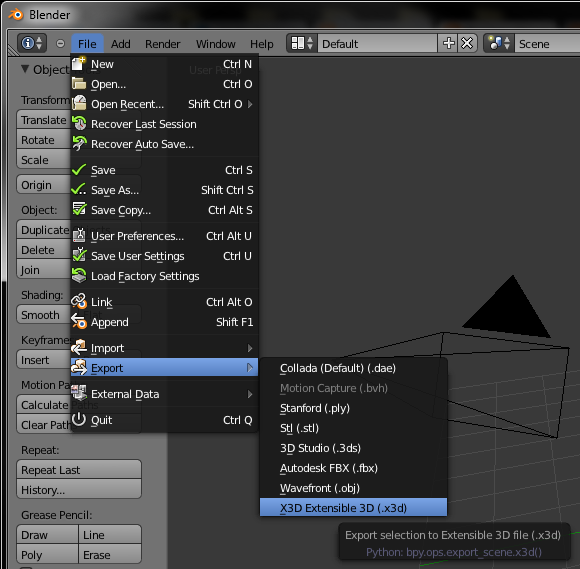 Blender
File Add Render Window Help Default Scene
Object
User Persp
New Ctrl N
Open... Ctrl O
Open Recent... Shift Ctrl O
Recover Last Session
Recover Auto Save...
Save Ctrl S
Save As... Shift Ctrl S
Save Copy... Ctrl Alt S
User Preferences... Ctrl Alt U
Save User Settings Ctrl U
Load Factory Settings
Link Ctrl Alt O
Append Shift F1
Import
Export
External Data
Quit Ctrl Q
Collada (Default) (.dae)
Motion Capture (.bvh)
Stanford (.ply)
Stl (.stl)
3D Studio (.3ds)
Autodesk FBX (.fbx)
Wavefront (.obj)
X3D Extensible 3D (.x3d)
Export selection to Extensible 3D file (.x3d)
Python: bpy.ops.export_scene.x3d()
Transform
Translate
Rotate
Scale
Origin
Object:
Duplicate
Delete
Join
Shading:
Smooth
Keyframe
Insert
Motion Pa
Calculate
Clear Path
Repeat:
Repeat Last
History...
Grease Pencil:
Draw Line
Poly Erase